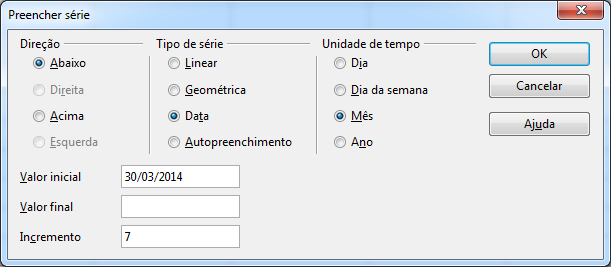 Preencher série
Direção
Abaixo
Direita
Acima
Esquerda
Tipo de série
Linear
Geométrica
Data
Autopreenchimento
Unidade de tempo
Dia
Dia da semana
Mês
Ano
OK
Cancelar
Ajuda
Valor inicial 30/03/2014
Valor final
Incremento 7